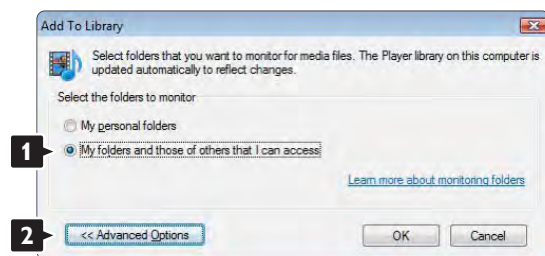 Add To Library
Select folders that you want to monitor for media files. The Player library on this computer is
updated automatically to reflect changes.
Select the folders to monitor
My personal folders
1
My folders and those of others that I can access
Learn more about monitoring folders
2
<< Advanced Options
OK
Cancel